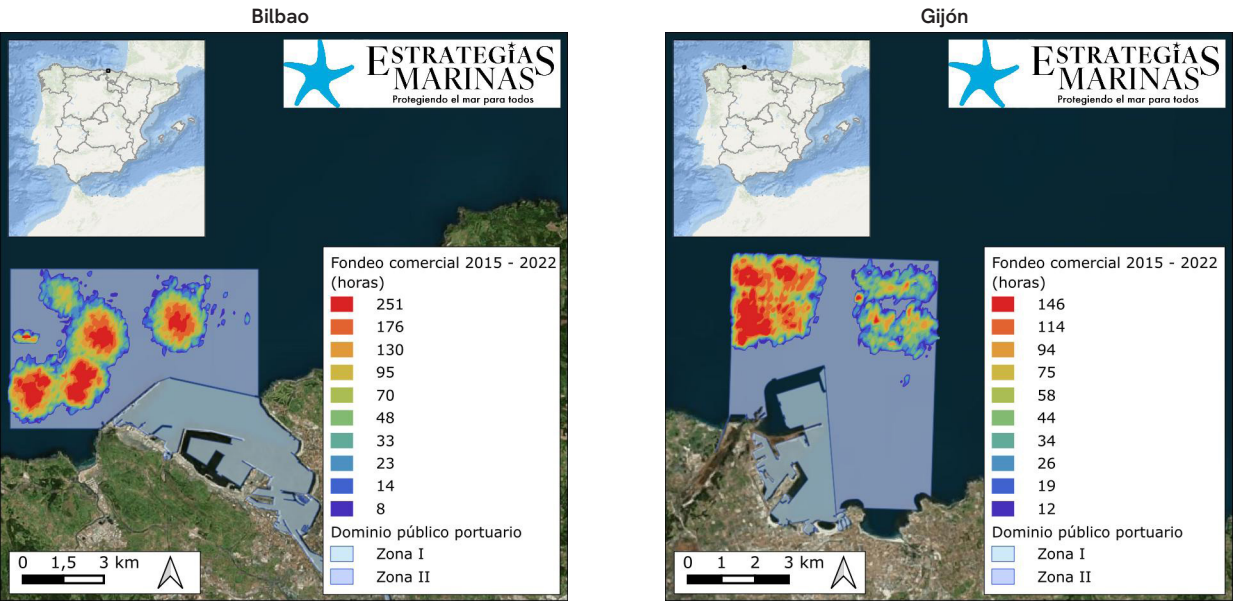 Bilbao
ESTRATEGIAS
MARINAS
Protegiendo el mar para todos
Fondeo comercial 2015 - 2022
(horas)
251
176
130
95
70
48
33
23
14
8
Dominio público portuario
Zona I
Zona II
0 1,5 3 km
Gijón
ESTRATEGIAS
MARINAS
Protegiendo el mar para todos
Fondeo comercial 2015 - 2022
(horas)
146
114
94
75
58
44
34
26
19
12
Dominio público portuario
Zona I
Zona II
0 1 2 3 km